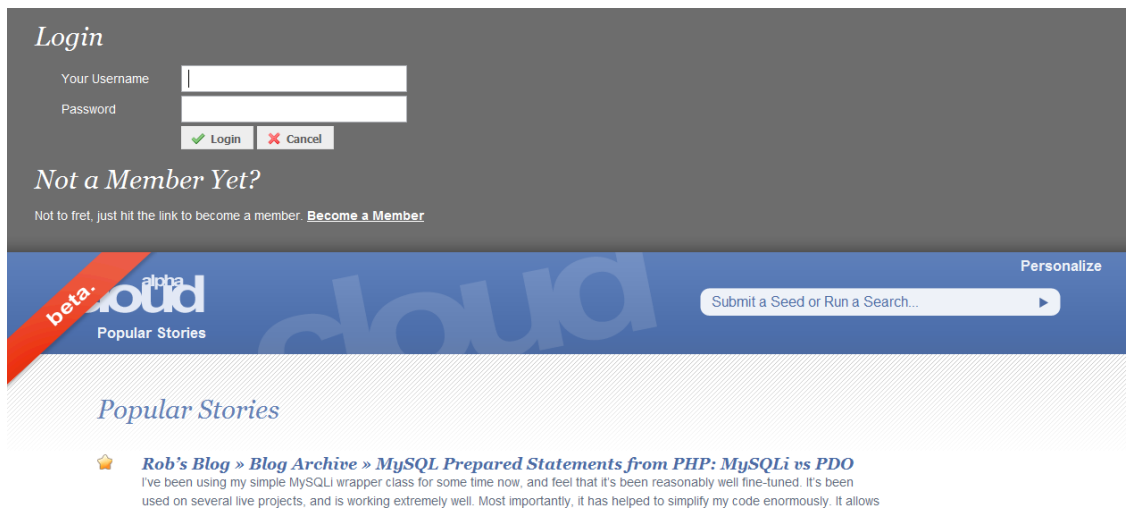 Login
Your Username
Password
Login Cancel
Not a Member Yet?
Not to fret, just hit the link to become a member. Become a Member
Personalize
beta.
alpha
cloud
cloud
Submit a Seed or Run a Search...
Popular Stories
Popular Stories
Rob's Blog » Blog Archive » MySQL Prepared Statements from PHP: MySQLi vs PDO
I've been using my simple MySQLi wrapper class for some time now, and feel that it's been reasonably well fine-tuned. It's been
used on several live projects, and is working extremely well. Most importantly, it has helped to simplify my code enormously. It allows